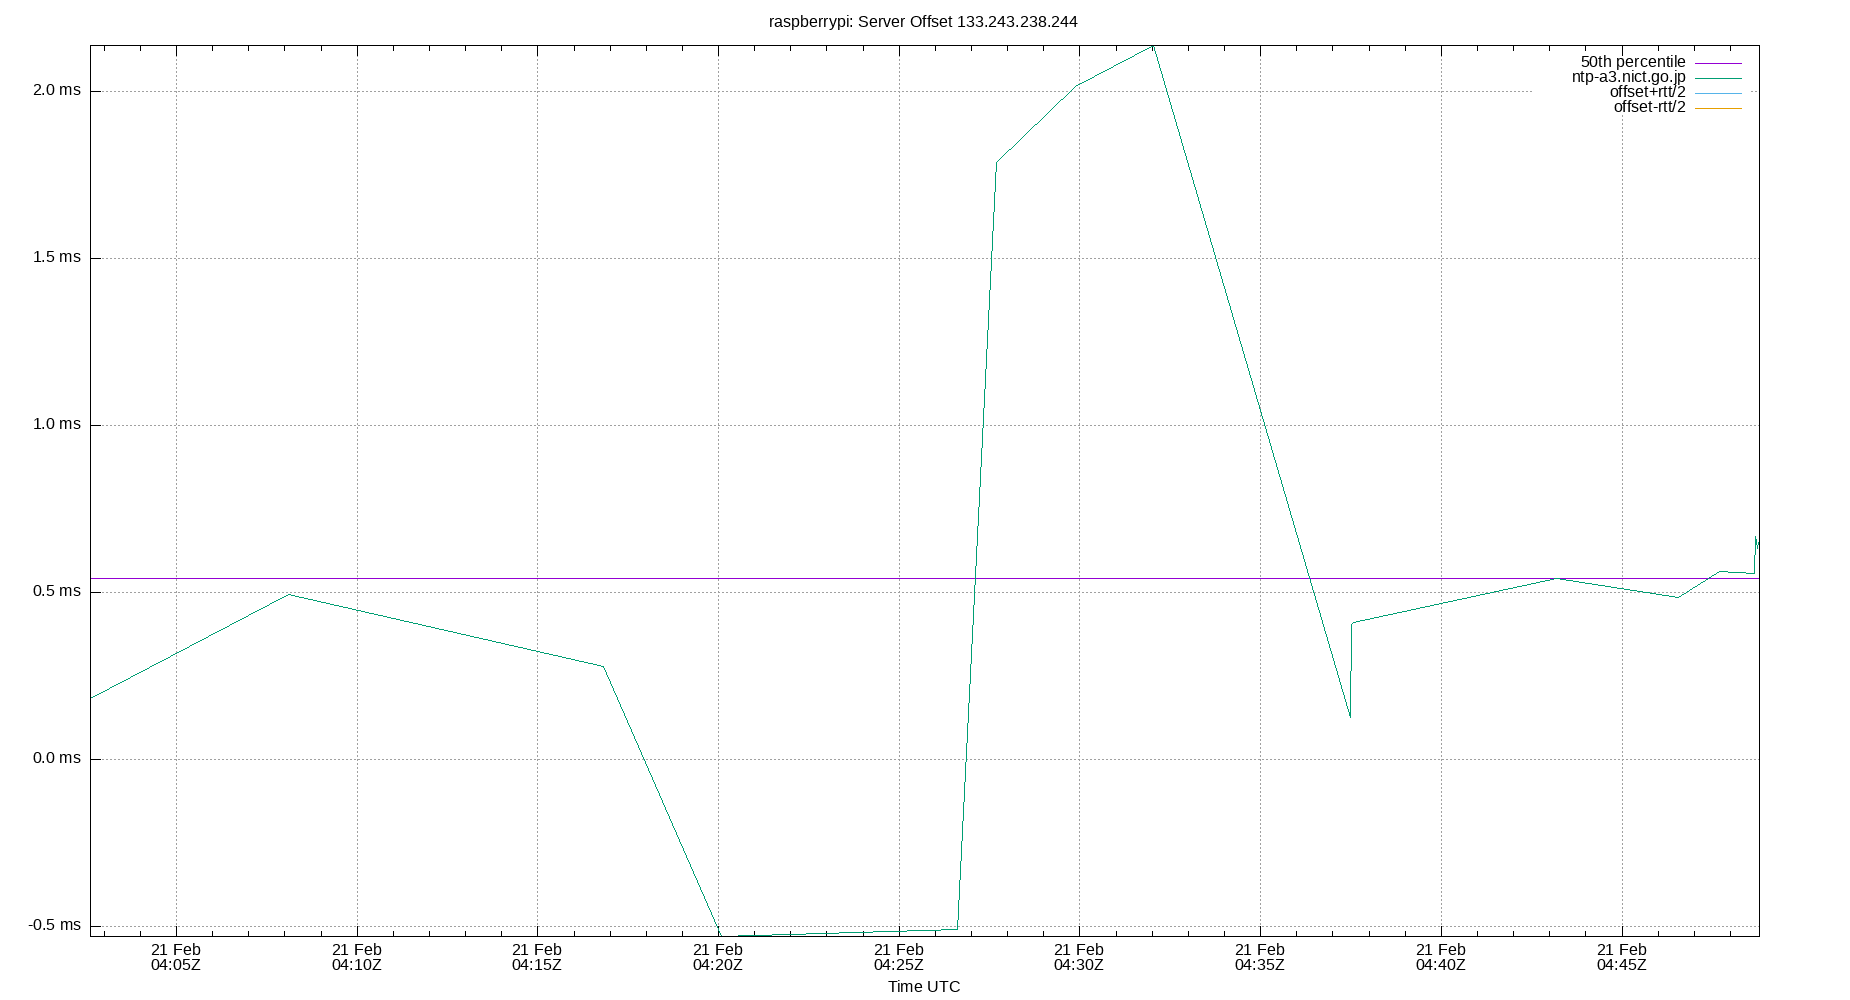 raspberrypi: Server Offset 133.243.238.244
50th percentile
ntp-a3.nict.go.jp
offset+rtt/2
offset-rtt/2
2.0 ms
1.5 ms
1.0 ms
0.5 ms
0.0 ms
-0.5 ms
21 Feb 21 Feb 21 Feb 21 Feb 21 Feb 21 Feb 21 Feb 21 Feb 21 Feb
04:05Z 04:10Z 04:15Z 04:20Z 04:25Z 04:30Z 04:35Z 04:40Z 04:45Z
Time UTC